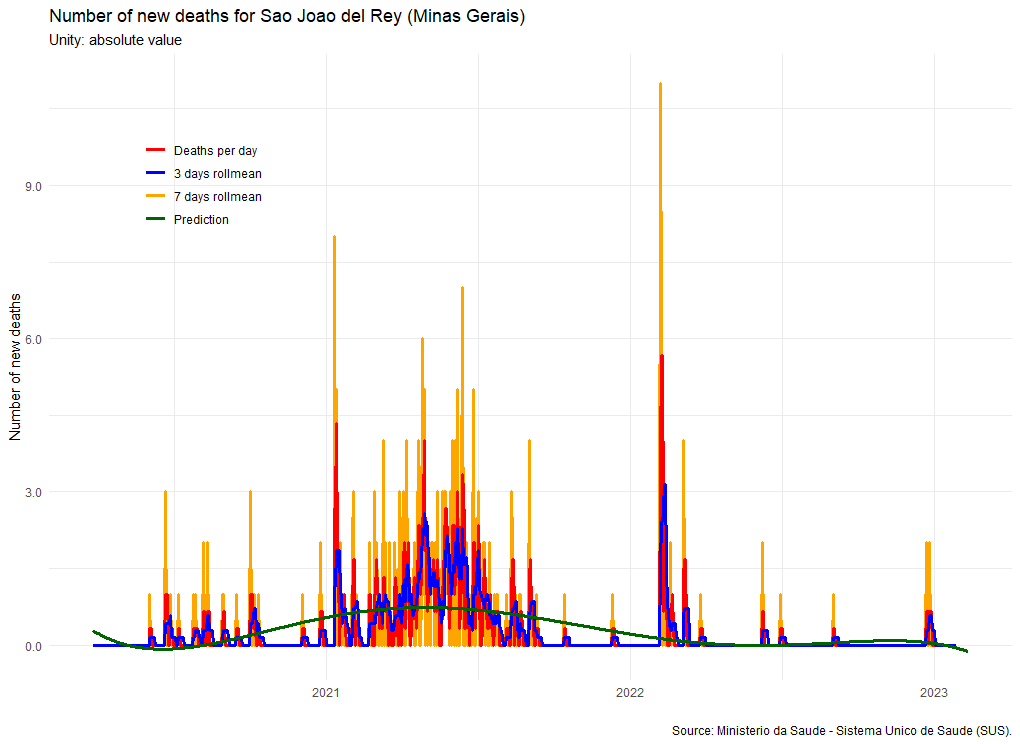 Number of new deaths for Sao Joao del Rey (Minas Gerais)
Unity: absolute value
Deaths per day
3 days rollmean
7 days rollmean
Prediction
Number of new deaths
9.0
6.0
3.0
0.0
2021
2022
2023
Source: Ministerio da Saude - Sistema Unico de Saude (SUS).